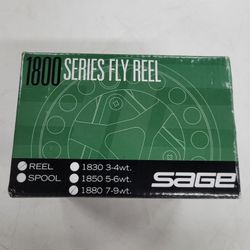 1800 SERIES FLY REEL
REEL 1830 3-4wt.
SPOOL 1850 5-6wt.
1880 7-9wt.
SAGE